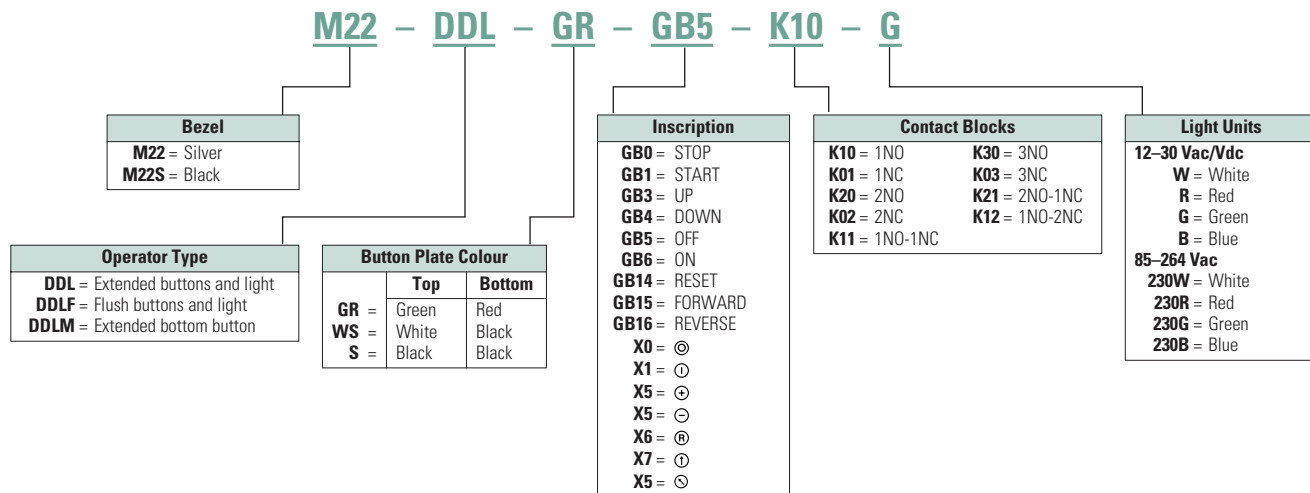 M22 – DDL – GR – GB5 – K10 – G
Bezel
M22 = Silver
M22S = Black
Operator Type
DDL = Extended buttons and light
DDLF = Flush buttons and light
DDLM = Extended bottom button
Button Plate Colour
Top Bottom
GR = Green Red
WS = White Black
S = Black Black
Inscription
GB0 = STOP
GB1 = START
GB3 = UP
GB4 = DOWN
GB5 = OFF
GB6 = ON
GB14 = RESET
GB15 = FORWARD
GB16 = REVERSE
X0 = ◎
X1 = Ⓘ
X5 = ⊕
X5 = ⊖
X6 = Ⓡ
X7 = ⦶
X5 = ⦸
Contact Blocks
K10 = 1NO K30 = 3NO
K01 = 1NC K03 = 3NC
K20 = 2NO K21 = 2NO-1NC
K02 = 2NC K12 = 1NO-2NC
K11 = 1NO-1NC
Light Units
12–30 Vac/Vdc
W = White
R = Red
G = Green
B = Blue
85–264 Vac
230W = White
230R = Red
230G = Green
230B = Blue